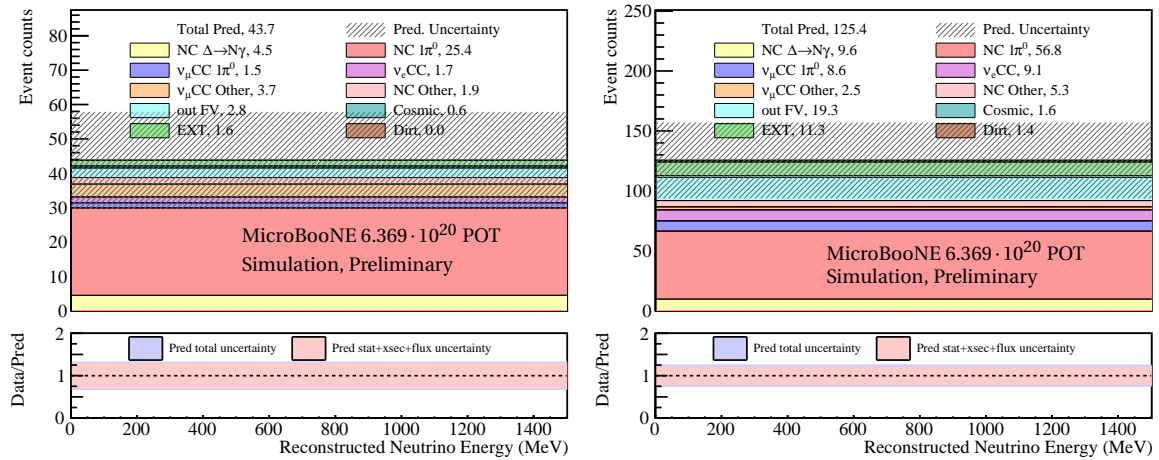 Event counts
80
70
60
50
40
30
20
10
0
Total Pred, 43.7
Pred. Uncertainty
NC Δ→Nγ, 4.5
NC 1π⁰, 25.4
νμCC 1π⁰, 1.5
νeCC, 1.7
νμCC Other, 3.7
NC Other, 1.9
out FV, 2.8
Cosmic, 0.6
EXT, 1.6
Dirt, 0.0
MicroBooNE 6.369·10²⁰ POT
Simulation, Preliminary
Data/Pred
2
1
0
Pred total uncertainty
Pred stat+xsec+flux uncertainty
0 200 400 600 800 1000 1200 1400
Reconstructed Neutrino Energy (MeV)
Event counts
250
200
150
100
50
0
Total Pred, 125.4
Pred. Uncertainty
NC Δ→Nγ, 9.6
NC 1π⁰, 56.8
νμCC 1π⁰, 8.6
νeCC, 9.1
νμCC Other, 2.5
NC Other, 5.3
out FV, 19.3
Cosmic, 1.6
EXT, 11.3
Dirt, 1.4
MicroBooNE 6.369·10²⁰ POT
Simulation, Preliminary
Data/Pred
2
1
0
Pred total uncertainty
Pred stat+xsec+flux uncertainty
0 200 400 600 800 1000 1200 1400
Reconstructed Neutrino Energy (MeV)